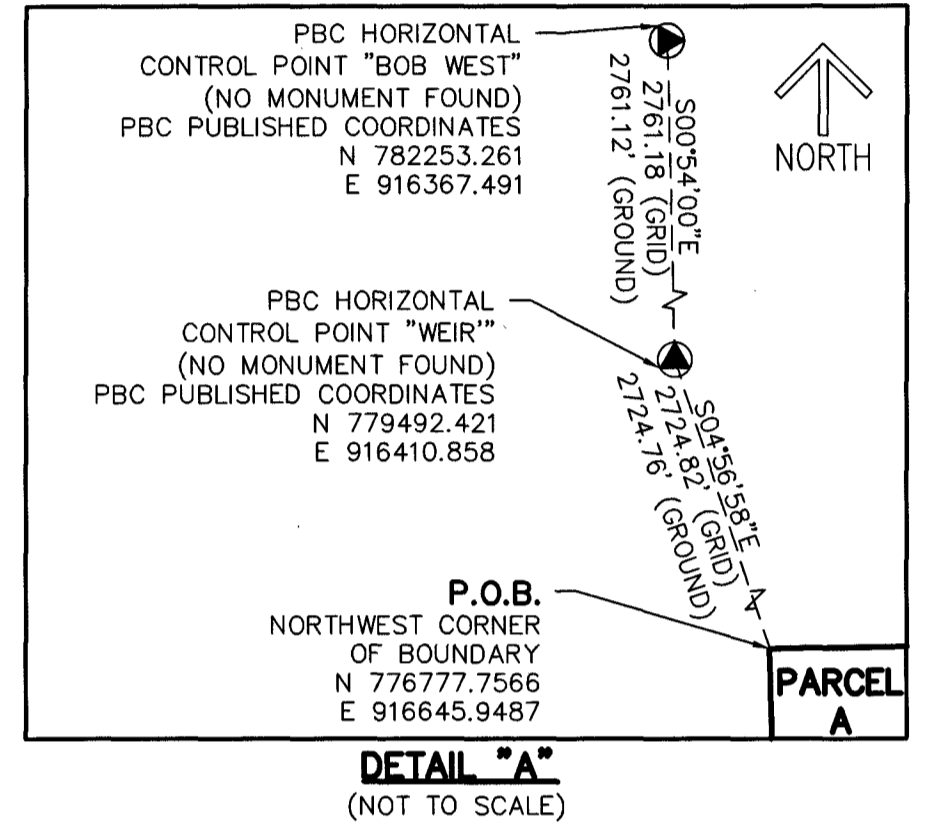 PBC HORIZONTAL
CONTROL POINT "BOB WEST"
(NO MONUMENT FOUND)
PBC PUBLISHED COORDINATES
N 782253.261
E 916367.491
S00°54'00"E
2761.18 (GRID)
2761.12' (GROUND)
NORTH
PBC HORIZONTAL
CONTROL POINT "WEIR'"
(NO MONUMENT FOUND)
PBC PUBLISHED COORDINATES
N 779492.421
E 916410.858
S04°56'58"E
2724.82' (GRID)
2724.76' (GROUND)
P.O.B.
NORTHWEST CORNER
OF BOUNDARY
N 776777.7566
E 916645.9487
PARCEL
A
DETAIL "A"
(NOT TO SCALE)